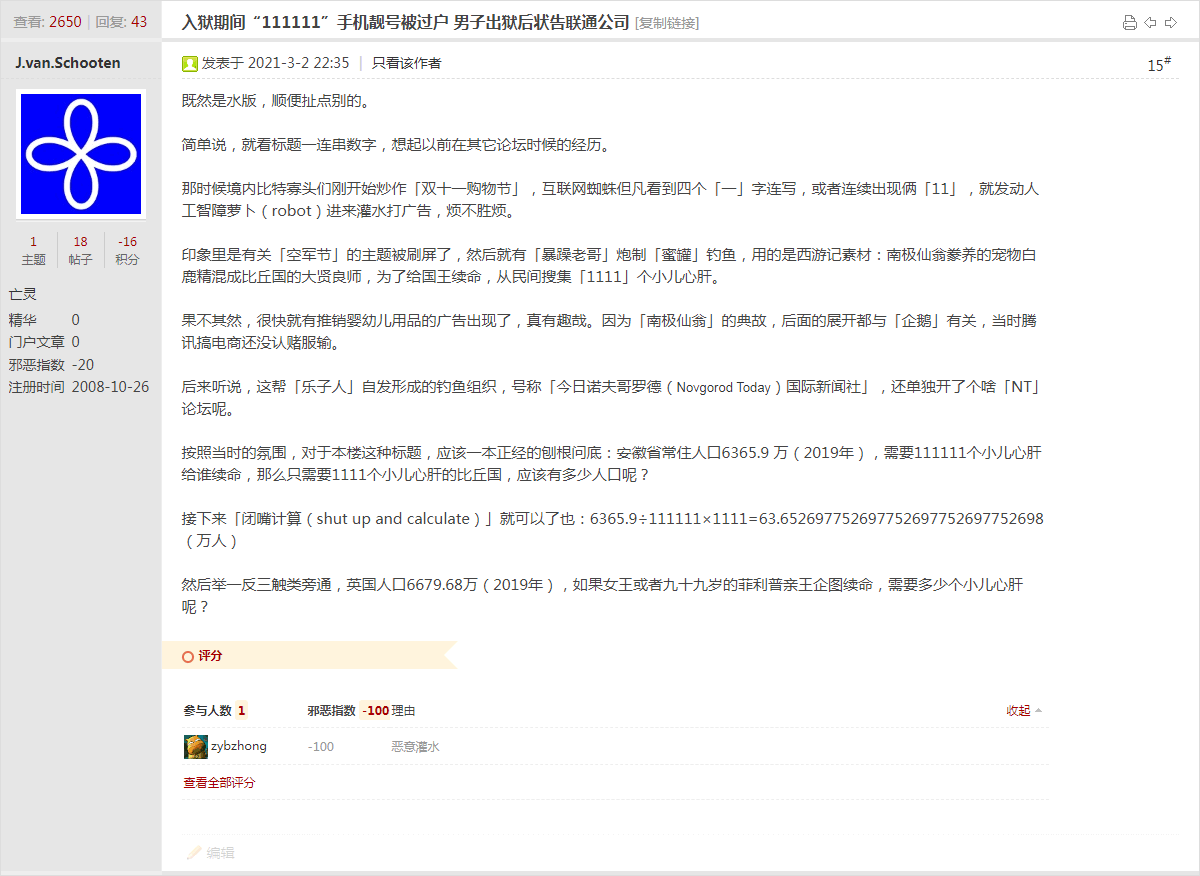 查看: 2650 | 回复: 43
入狱期间“111111”手机靓号被过户 男子出狱后状告联通公司 [复制链接]
J.van.Schooten
发表于 2021-3-2 22:35 | 只看该作者
15#
1 18 -16
主题 帖子 积分
亡灵
精华 0
门户文章 0
邪恶指数 -20
注册时间 2008-10-26
既然是水版，顺便扯点别的。
简单说，就看标题一连串数字，想起以前在其它论坛时候的经历。
那时候境内比特寡头们刚开始炒作「双十一购物节」，互联网蜘蛛但凡看到四个「一」字连写，或者连续出现俩「11」，就发动人
工智障萝卜（robot）进来灌水打广告，烦不胜烦。
印象里是有关「空军节」的主题被刷屏了，然后就有「暴躁老哥」炮制「蜜罐」钓鱼，用的是西游记素材：南极仙翁豢养的宠物白
鹿精混成比丘国的大贤良师，为了给国王续命，从民间搜集「1111」个小儿心肝。
果不其然，很快就有推销婴幼儿用品的广告出现了，真有趣哉。因为「南极仙翁」的典故，后面的展开都与「企鹅」有关，当时腾
讯搞电商还没认赌服输。
后来听说，这帮「乐子人」自发形成的钓鱼组织，号称「今日诺夫哥罗德（Novgorod Today）国际新闻社」，还单独开了个啥「NT」
论坛呢。
按照当时的氛围，对于本楼这种标题，应该一本正经的刨根问底：安徽省常住人口6365.9 万（2019年），需要111111个小儿心肝
给谁续命，那么只需要1111个小儿心肝的比丘国，应该有多少人口呢？
接下来「闭嘴计算（shut up and calculate）」就可以了也：6365.9÷111111×1111=63.6526977526977526977526977552698
（万人）
然后举一反三触类旁通，英国人口6679.68万（2019年），如果女王或者九十九岁的菲利普亲王企图续命，需要多少个小儿心肝
呢？
评分
参与人数 1 邪恶指数 -100 理由 收起
zybzhong -100 恶意灌水
查看全部评分
编辑